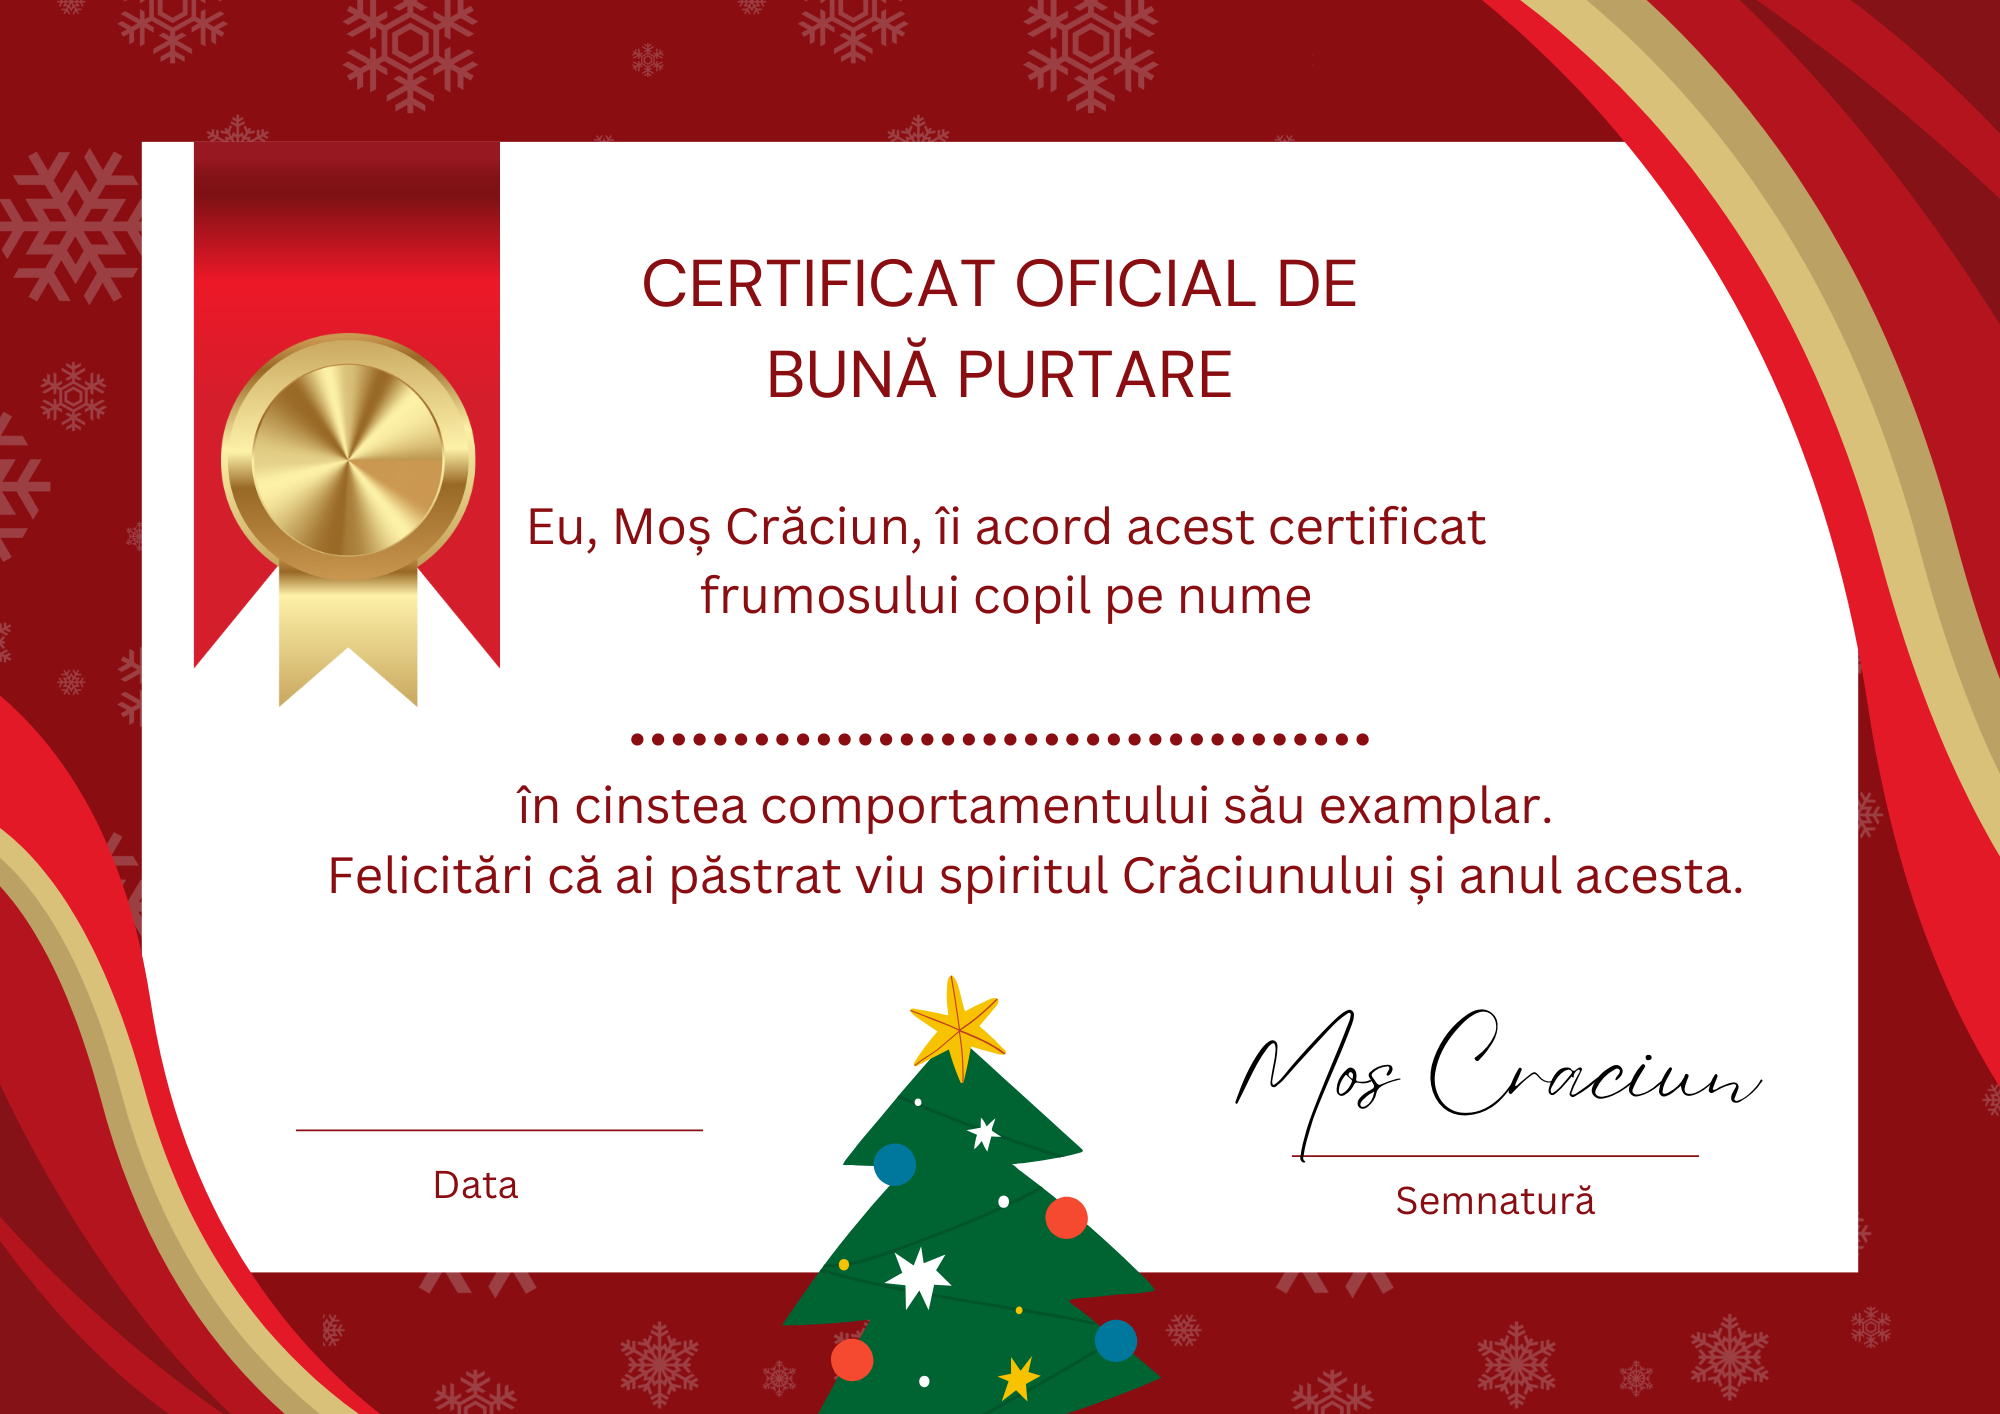 CERTIFICAT OFICIAL DE
BUNĂ PURTARE
Eu, Moș Crăciun, îi acord acest certificat
frumosului copil pe nume
....................................
în cinstea comportamentului său examplar.
Felicitări că ai păstrat viu spiritul Crăciunului și anul acesta.
Mos Craciun
Data
Semnatură